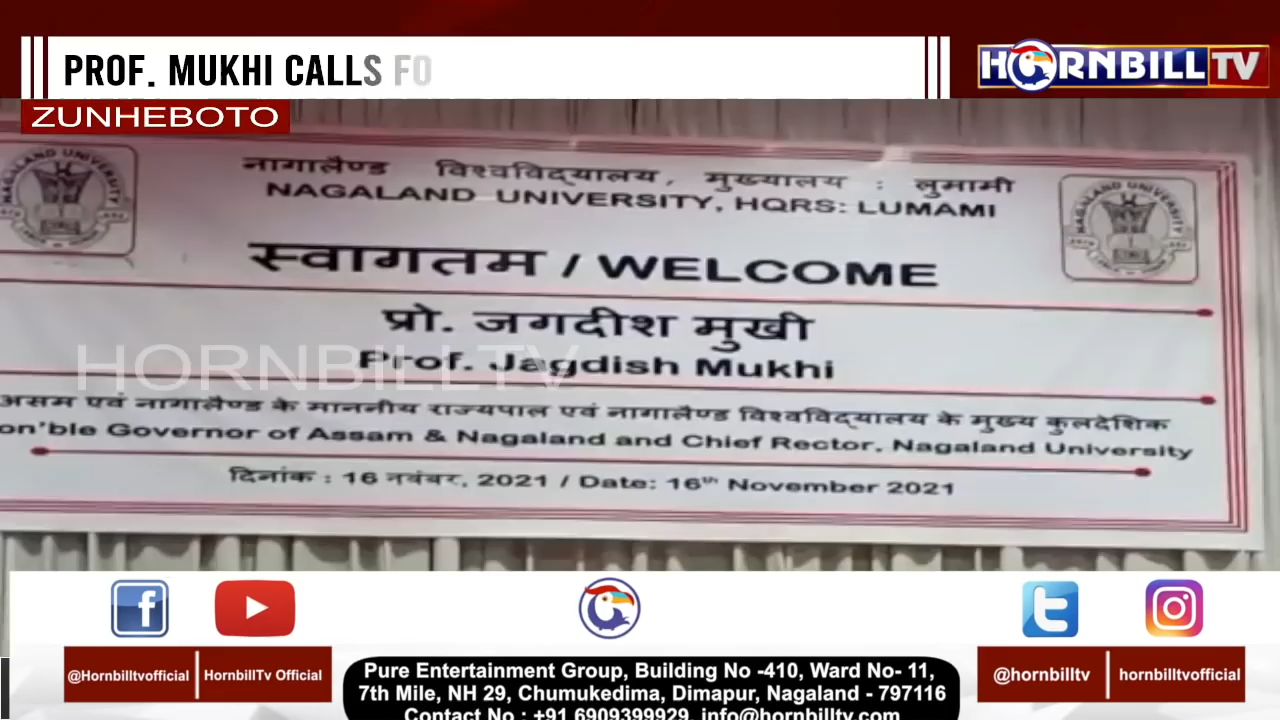 PROF. MUKHI CALLS FO
HORNBILL TV
ZUNHEBOTO
नागालैण्ड विश्वविद्यालय, मुख्यालय : लुमामी
NAGALAND UNIVERSITY, HQRS: LUMAMI
NAGALAND UNIVERSITY
NAGALAND UNIVERSITY
स्वागतम / WELCOME
प्रो. जगदीश मुखी
Prof. Jagdish Mukhi
HORNBILLTV
असम एवं नागालैण्ड के माननीय राज्यपाल एवं नागालैण्ड विश्वविद्यालय के मुख्य कुलदेशिक
on'ble Governor of Assam & Nagaland and Chief Rector, Nagaland University
दिनांक : 16 नवंबर, 2021 / Date: 16th November 2021
@Hornbilltvofficial
HornbillTv Official
Pure Entertainment Group, Building No -410, Ward No- 11,
7th Mile, NH 29, Chumukedima, Dimapur, Nagaland - 797116
Contact No : +91 6909399929, info@hornbilltv.com
@hornbilltv
hornbilltvofficial